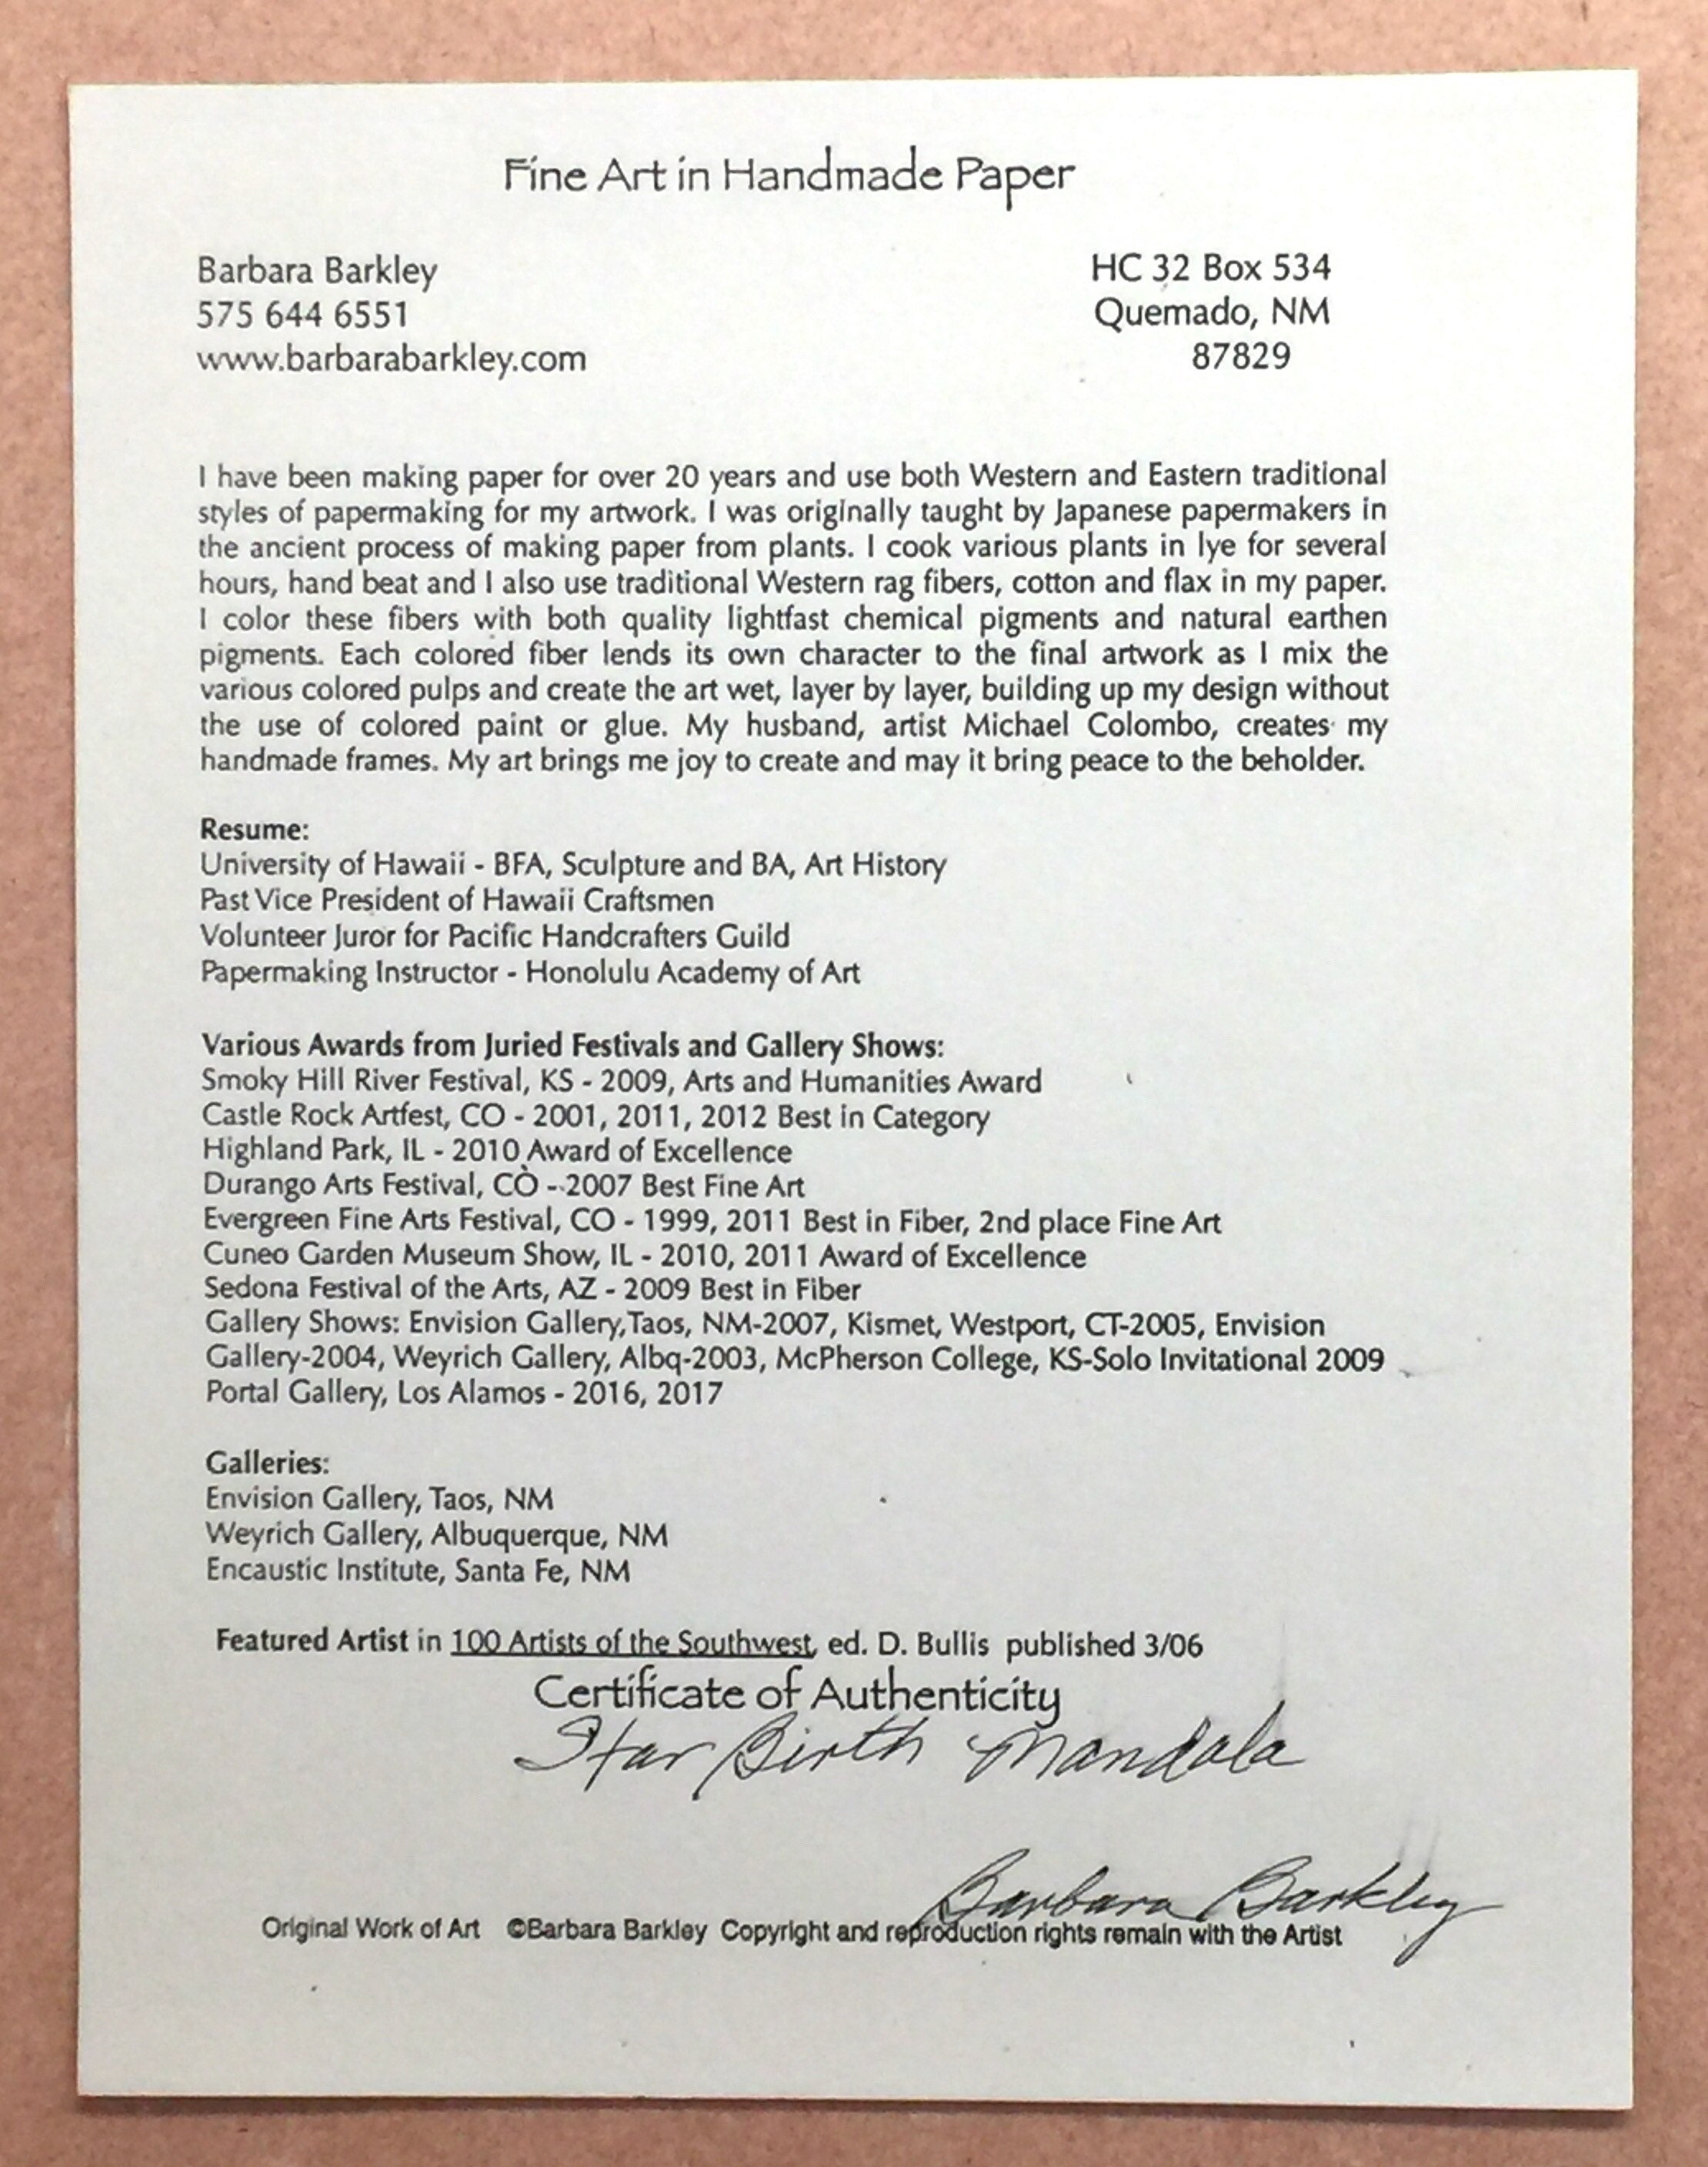 Fine Art in Handmade Paper
Barbara Barkley
575 644 6551
www.barbarabarkley.com
HC 32 Box 534
Quemado, NM
87829
I have been making paper for over 20 years and use both Western and Eastern traditional
styles of papermaking for my artwork. I was originally taught by Japanese papermakers in
the ancient process of making paper from plants. I cook various plants in lye for several
hours, hand beat and I also use traditional Western rag fibers, cotton and flax in my paper.
I color these fibers with both quality lightfast chemical pigments and natural earthen
pigments. Each colored fiber lends its own character to the final artwork as I mix the
various colored pulps and create the art wet, layer by layer, building up my design without
the use of colored paint or glue. My husband, artist Michael Colombo, creates my
handmade frames. My art brings me joy to create and may it bring peace to the beholder.
Resume:
University of Hawaii - BFA, Sculpture and BA, Art History
Past Vice President of Hawaii Craftsmen
Volunteer Juror for Pacific Handcrafters Guild
Papermaking Instructor - Honolulu Academy of Art
Various Awards from Juried Festivals and Gallery Shows:
Smoky Hill River Festival, KS - 2009, Arts and Humanities Award
Castle Rock Artfest, CO - 2001, 2011, 2012 Best in Category
Highland Park, IL - 2010 Award of Excellence
Durango Arts Festival, CO - 2007 Best Fine Art
Evergreen Fine Arts Festival, CO - 1999, 2011 Best in Fiber, 2nd place Fine Art
Cuneo Garden Museum Show, IL - 2010, 2011 Award of Excellence
Sedona Festival of the Arts, AZ - 2009 Best in Fiber
Gallery Shows: Envision Gallery,Taos, NM-2007, Kismet, Westport, CT-2005, Envision
Gallery-2004, Weyrich Gallery, Albq-2003, McPherson College, KS-Solo Invitational 2009
Portal Gallery, Los Alamos - 2016, 2017
Galleries:
Envision Gallery, Taos, NM
Weyrich Gallery, Albuquerque, NM
Encaustic Institute, Santa Fe, NM
Featured Artist in 100 Artists of the Southwest, ed. D. Bullis published 3/06
Certificate of Authenticity
Star Birth Mandala
Barbara Barkley
Original Work of Art ©Barbara Barkley Copyright and reproduction rights remain with the Artist